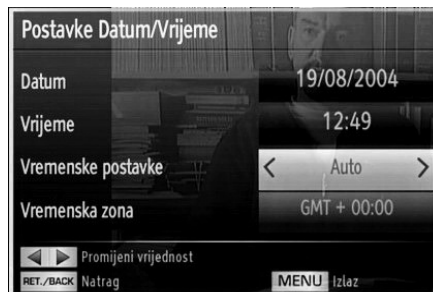 Postavke Datum/Vrijeme
Datum 19/08/2004
Vrijeme 12:49
Vremenske postavke Auto
Vremenska zona GMT + 00:00
Promijeni vrijednost
RET./BACK Natrag MENU Izlaz